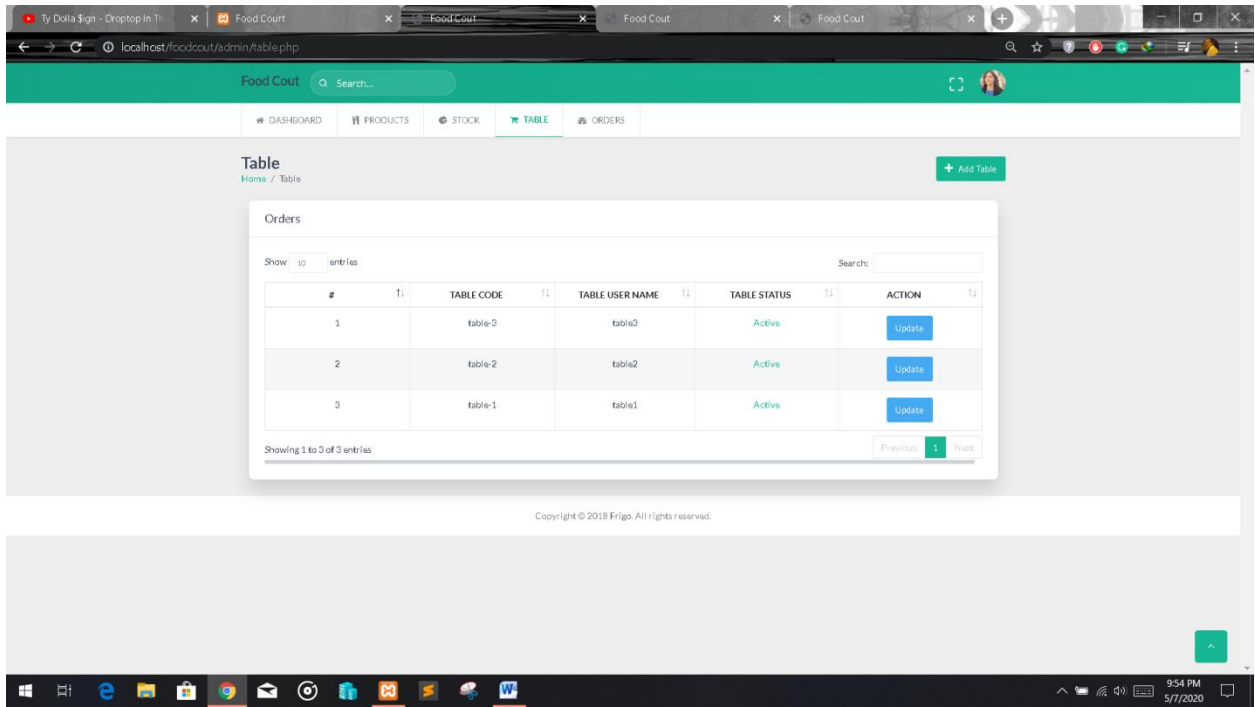 Ty Dolla $ign - Droptop In Th
Food Court
Food Cout
Food Cout
Food Cout
localhost/foodcout/admin/table.php
Food Cout
Search...
DASHBOARD
PRODUCTS
STOCK
TABLE
ORDERS
Table
Home / Table
+ Add Table
Orders
Show 10 entries
Search:
# TABLE CODE TABLE USER NAME TABLE STATUS ACTION
1 table-3 table3 Active Update
2 table-2 table2 Active Update
3 table-1 table1 Active Update
Showing 1 to 3 of 3 entries
Previous 1 Next
Copyright © 2018 Frigo. All rights reserved.
9:54 PM
5/7/2020